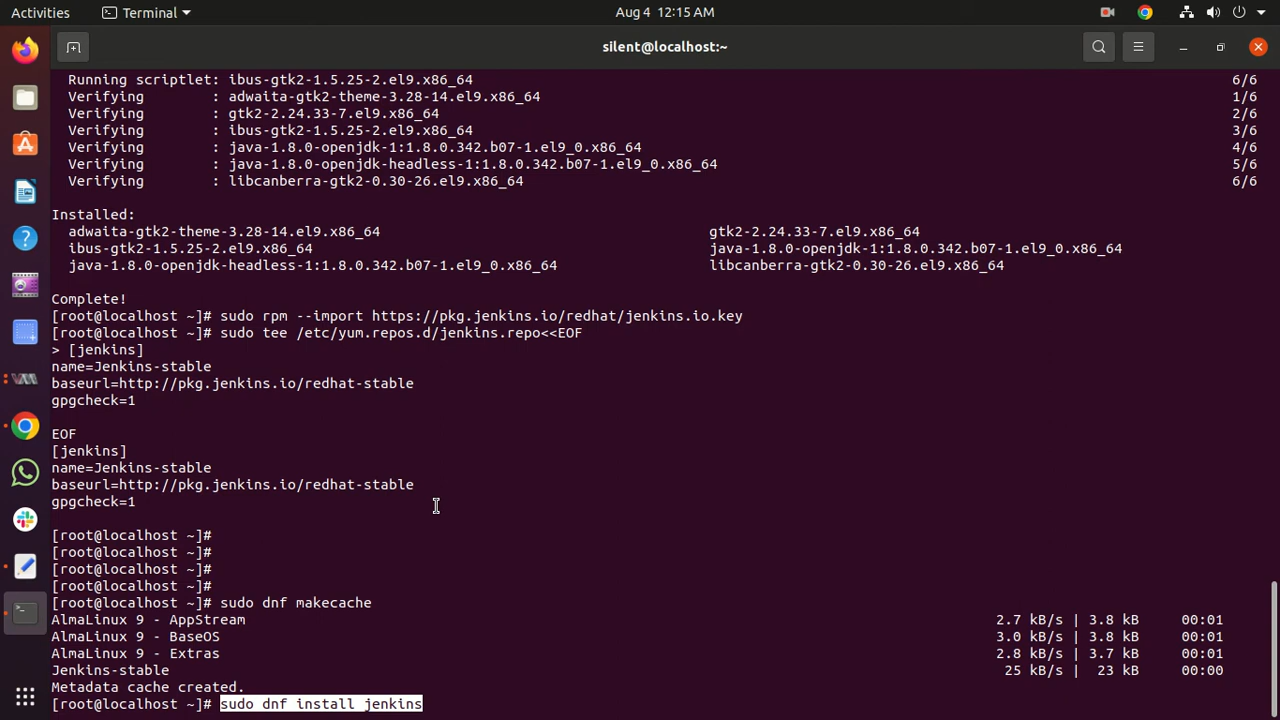 Activities Terminal Aug 4 12:15 AM
silent@localhost:~
Running scriptlet: ibus-gtk2-1.5.25-2.el9.x86_64 6/6
Verifying : adwaita-gtk2-theme-3.28-14.el9.x86_64 1/6
Verifying : gtk2-2.24.33-7.el9.x86_64 2/6
Verifying : ibus-gtk2-1.5.25-2.el9.x86_64 3/6
Verifying : java-1.8.0-openjdk-1:1.8.0.342.b07-1.el9_0.x86_64 4/6
Verifying : java-1.8.0-openjdk-headless-1:1.8.0.342.b07-1.el9_0.x86_64 5/6
Verifying : libcanberra-gtk2-0.30-26.el9.x86_64 6/6
Installed:
adwaita-gtk2-theme-3.28-14.el9.x86_64 gtk2-2.24.33-7.el9.x86_64
ibus-gtk2-1.5.25-2.el9.x86_64 java-1.8.0-openjdk-1:1.8.0.342.b07-1.el9_0.x86_64
java-1.8.0-openjdk-headless-1:1.8.0.342.b07-1.el9_0.x86_64 libcanberra-gtk2-0.30-26.el9.x86_64
Complete!
[root@localhost ~]# sudo rpm --import https://pkg.jenkins.io/redhat/jenkins.io.key
[root@localhost ~]# sudo tee /etc/yum.repos.d/jenkins.repo<<EOF
> [jenkins]
name=Jenkins-stable
baseurl=http://pkg.jenkins.io/redhat-stable
gpgcheck=1
EOF
[jenkins]
name=Jenkins-stable
baseurl=http://pkg.jenkins.io/redhat-stable
gpgcheck=1
[root@localhost ~]#
[root@localhost ~]#
[root@localhost ~]#
[root@localhost ~]#
[root@localhost ~]# sudo dnf makecache
AlmaLinux 9 - AppStream 2.7 kB/s | 3.8 kB 00:01
AlmaLinux 9 - BaseOS 3.0 kB/s | 3.8 kB 00:01
AlmaLinux 9 - Extras 2.8 kB/s | 3.7 kB 00:01
Jenkins-stable 25 kB/s | 23 kB 00:00
Metadata cache created.
[root@localhost ~]# sudo dnf install jenkins